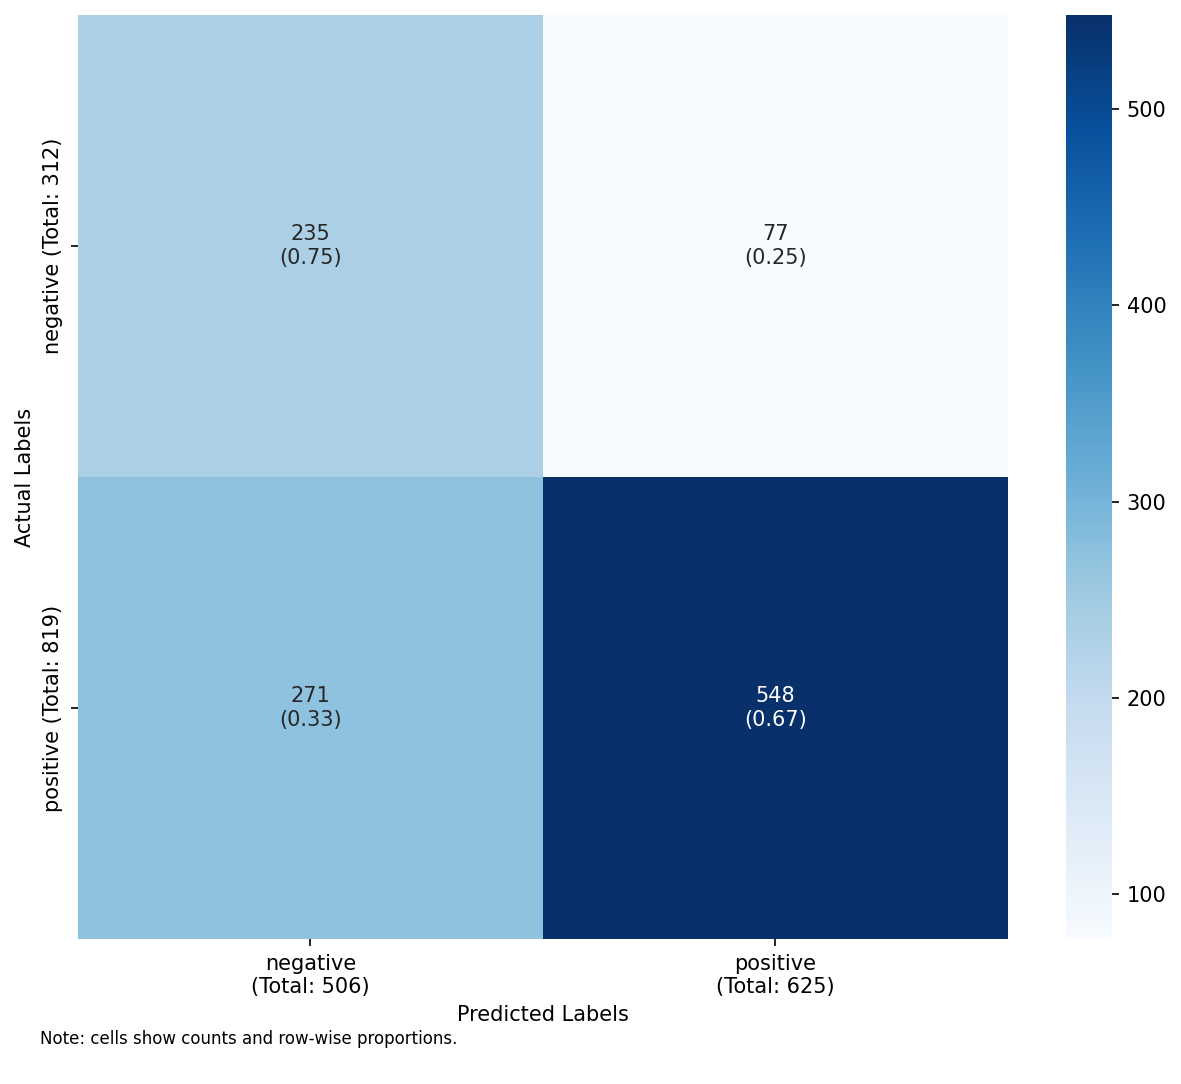 Actual Labels
negative (Total: 312)
positive (Total: 819)
235
(0.75)
77
(0.25)
271
(0.33)
548
(0.67)
negative
(Total: 506)
positive
(Total: 625)
Predicted Labels
Note: cells show counts and row-wise proportions.
500
400
300
200
100